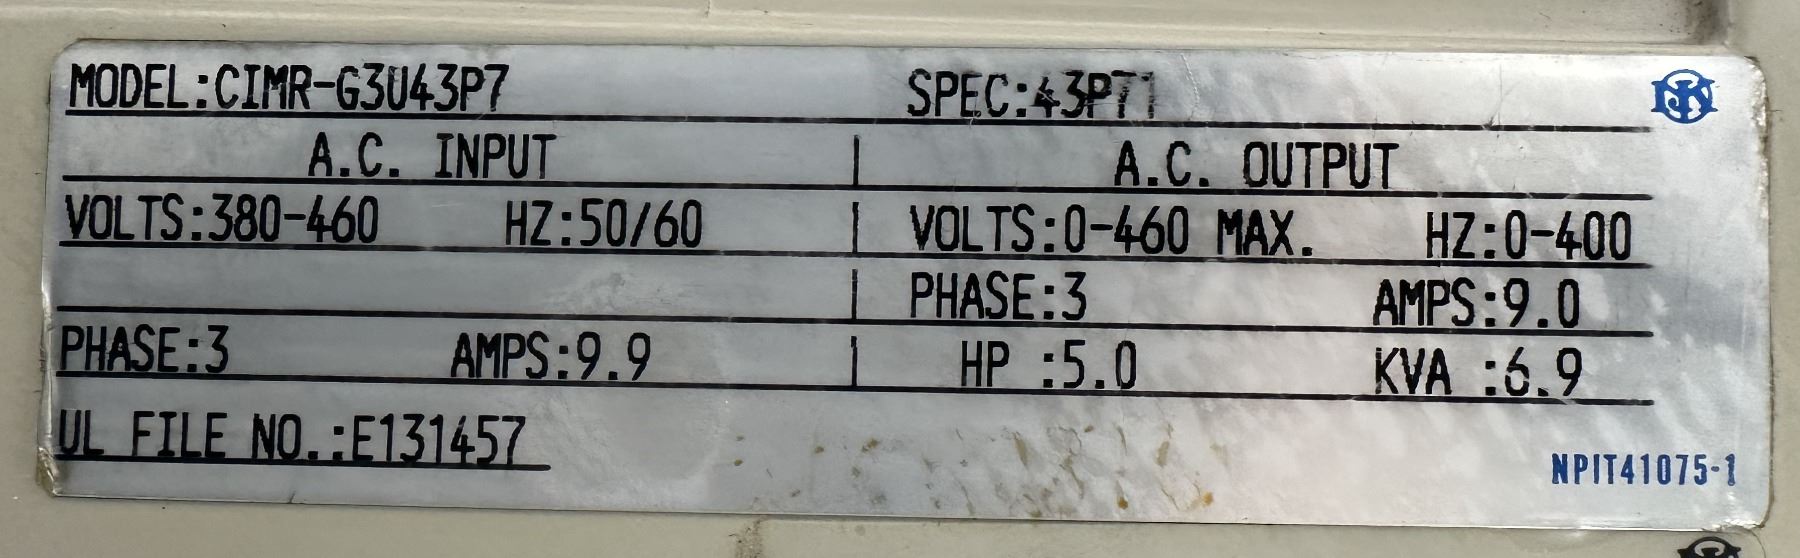 MODEL:CIMR-G3U43P7 SPEC:43P71
A.C. INPUT A.C. OUTPUT
VOLTS:380-460 HZ:50/60 VOLTS:0-460 MAX. HZ:0-400
PHASE:3 AMPS:9.0
PHASE:3 AMPS:9.9 HP :5.0 KVA :6.9
UL FILE NO.:E131457
NPIT41075-1